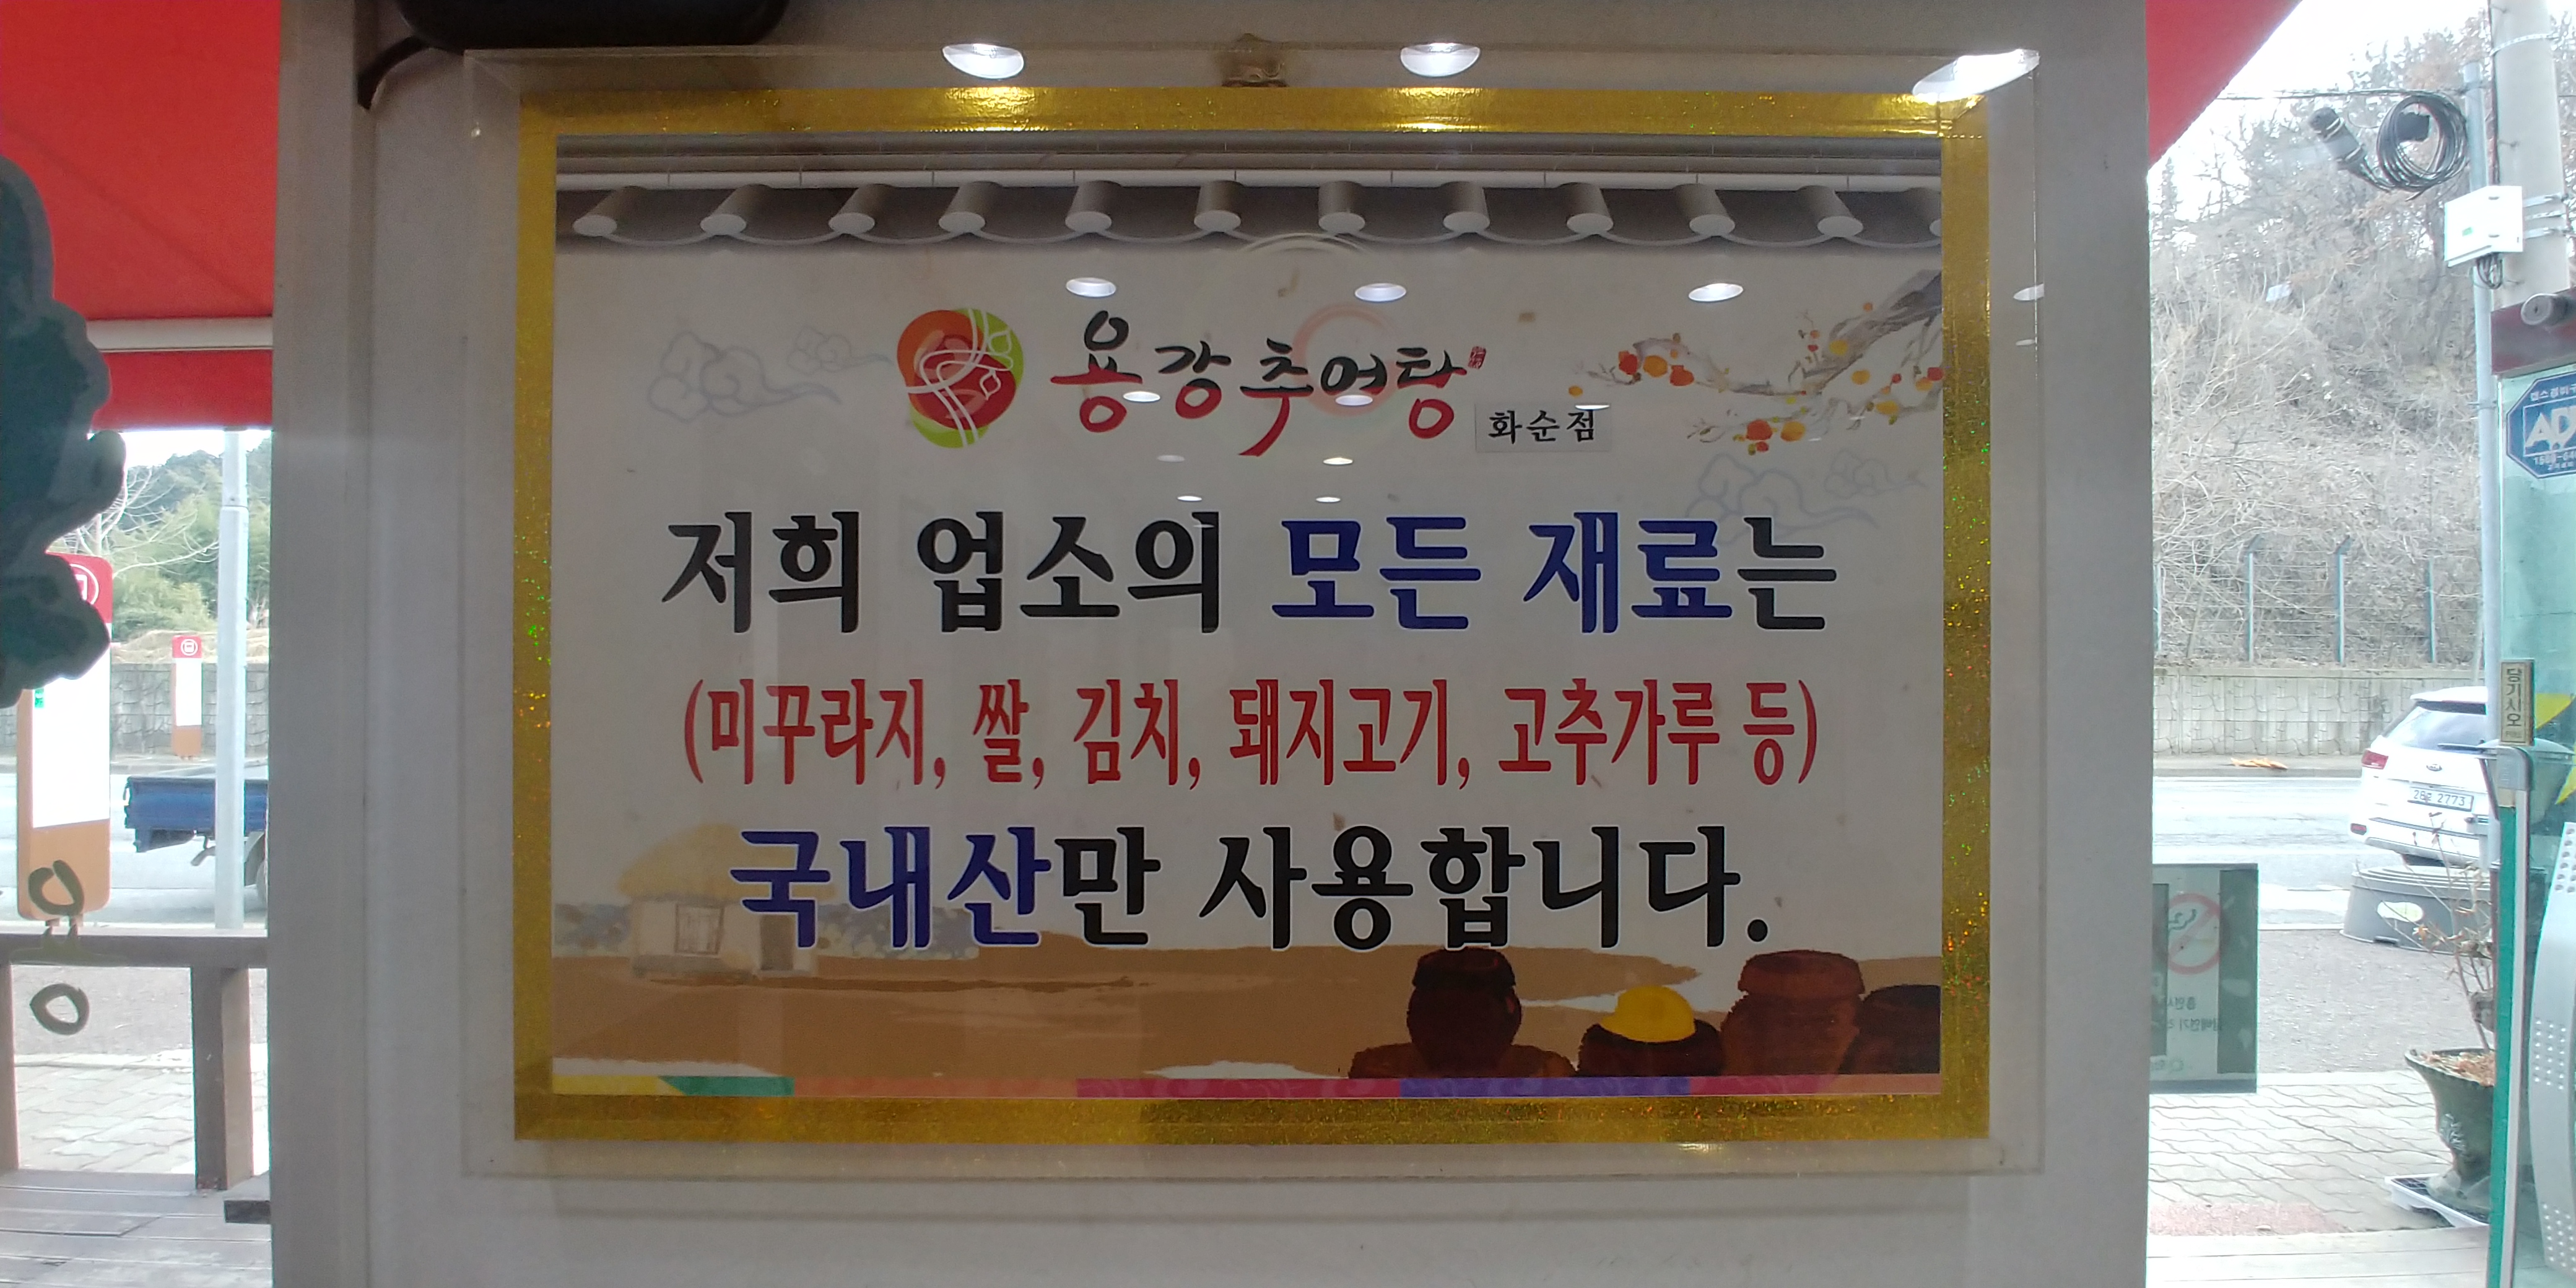 용강추어탕
화순점
저희 업소의 모든 재료는
(미꾸라지, 쌀, 김치, 돼지고기, 고추가루 등)
국내산만 사용합니다.
당기시오